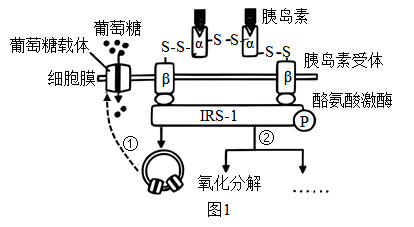 葡萄糖
胰岛素
葡萄糖载体
α
S
S
α
S-S-
S-S
胰岛素受体
细胞膜
β
β
酪氨酸激酶
IRS-1
P
①
②
氧化分解
……
图1